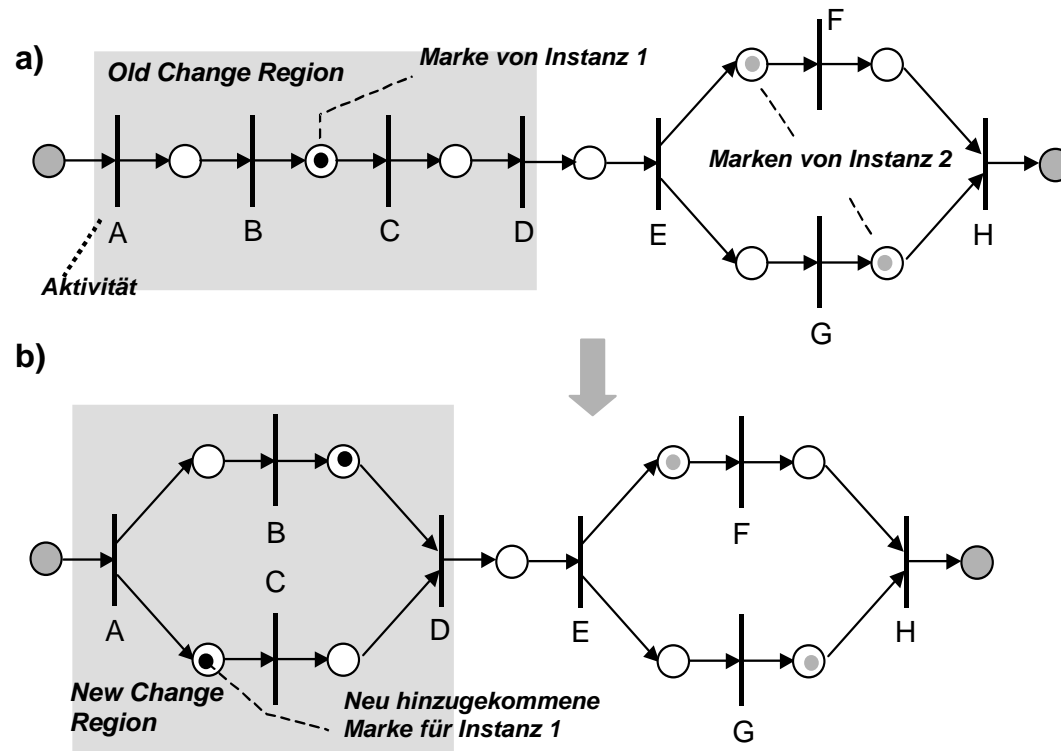 a)
Old Change Region
Marke von Instanz 1
F
Marken von Instanz 2
A
B
C
D
E
H
Aktivität
G
b)
B
F
C
A
D
E
H
New Change
Region
Neu hinzugekommene
Marke für Instanz 1
G